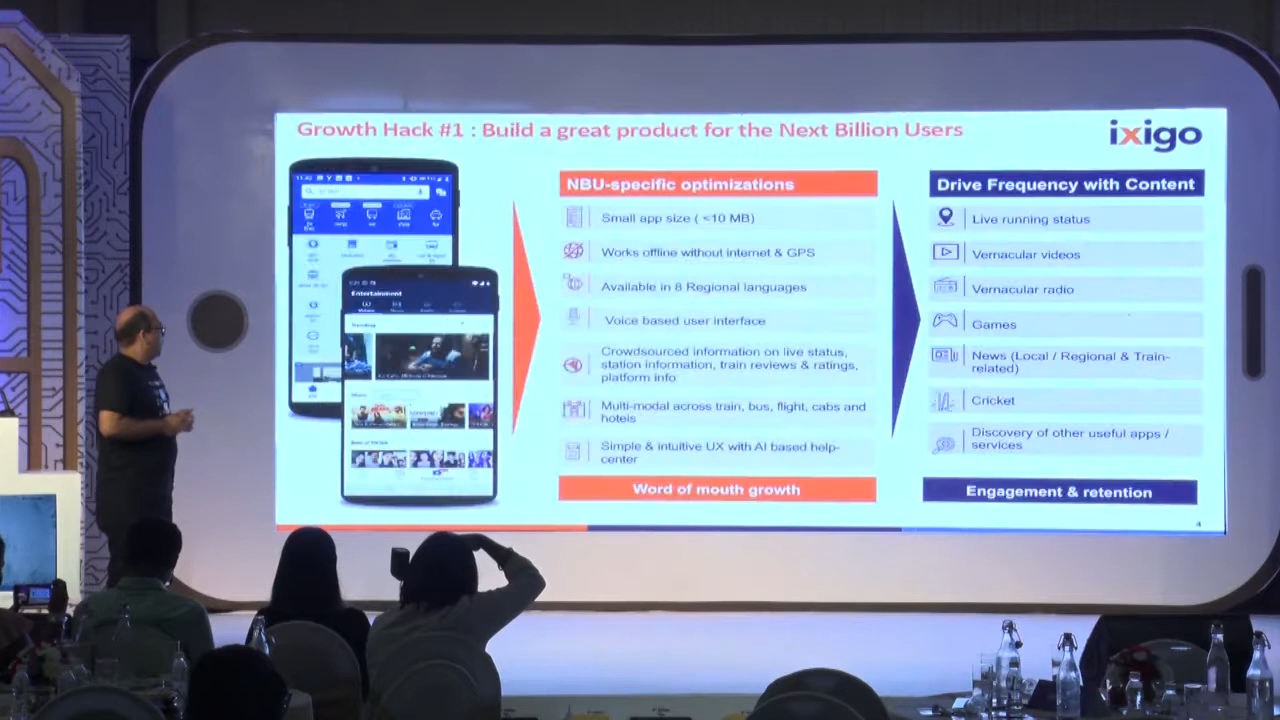 Growth Hack #1 : Build a great product for the Next Billion Users
ixigo
Entertainment
Trending
NBU-specific optimizations
Small app size ( <10 MB)
Works offline without internet & GPS
Available in 8 Regional languages
Voice based user interface
Crowdsourced information on live status,
station information, train reviews & ratings,
platform info
Multi-modal across train, bus, flight, cabs and
hotels
Simple & intuitive UX with AI based help-
center
Word of mouth growth
Drive Frequency with Content
Live running status
Vernacular videos
Vernacular radio
Games
News (Local / Regional & Train-
related)
Cricket
Discovery of other useful apps /
services
Engagement & retention
4